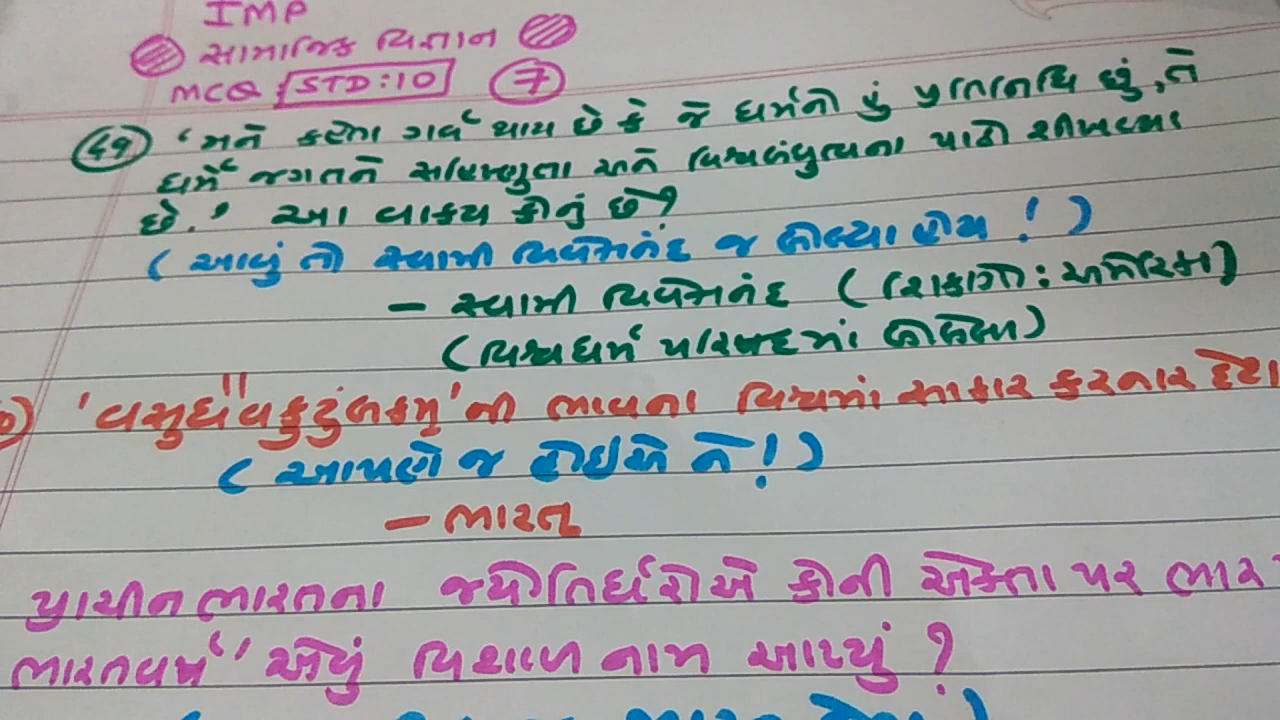 IMP
સામાજિક વિજ્ઞાન
MCQ STD:10 7
49 'મને કહેતા ગર્વ થાય છે કે જે ધર્મનો હું પ્રતિનિધિ છું, તે
ધર્મે જગતને સહિષ્ણુતા અને વિશ્વબંધુત્વના પાઠો શીખવ્યા
છે.' આ વાક્ય કોનું છે?
(આવું તો સ્વામી વિવેકાનંદ જ બોલ્યા હોય!)
– સ્વામી વિવેકાનંદ (શિકાગો: અમેરિકા)
(વિશ્વધર્મ પરિષદમાં બોલેલા)
'વસુધૈવકુટુંબકમ્'ની ભાવના વિશ્વમાં સાકાર કરનાર દેશ
(આપણે જ હોઈએ ને!)
– ભારત
પ્રાચીન ભારતના જ્યોતિર્ધરોએ કોની એકતા પર ભાર
ભારતવર્ષ'' એવું વિશાળ નામ આપ્યું?